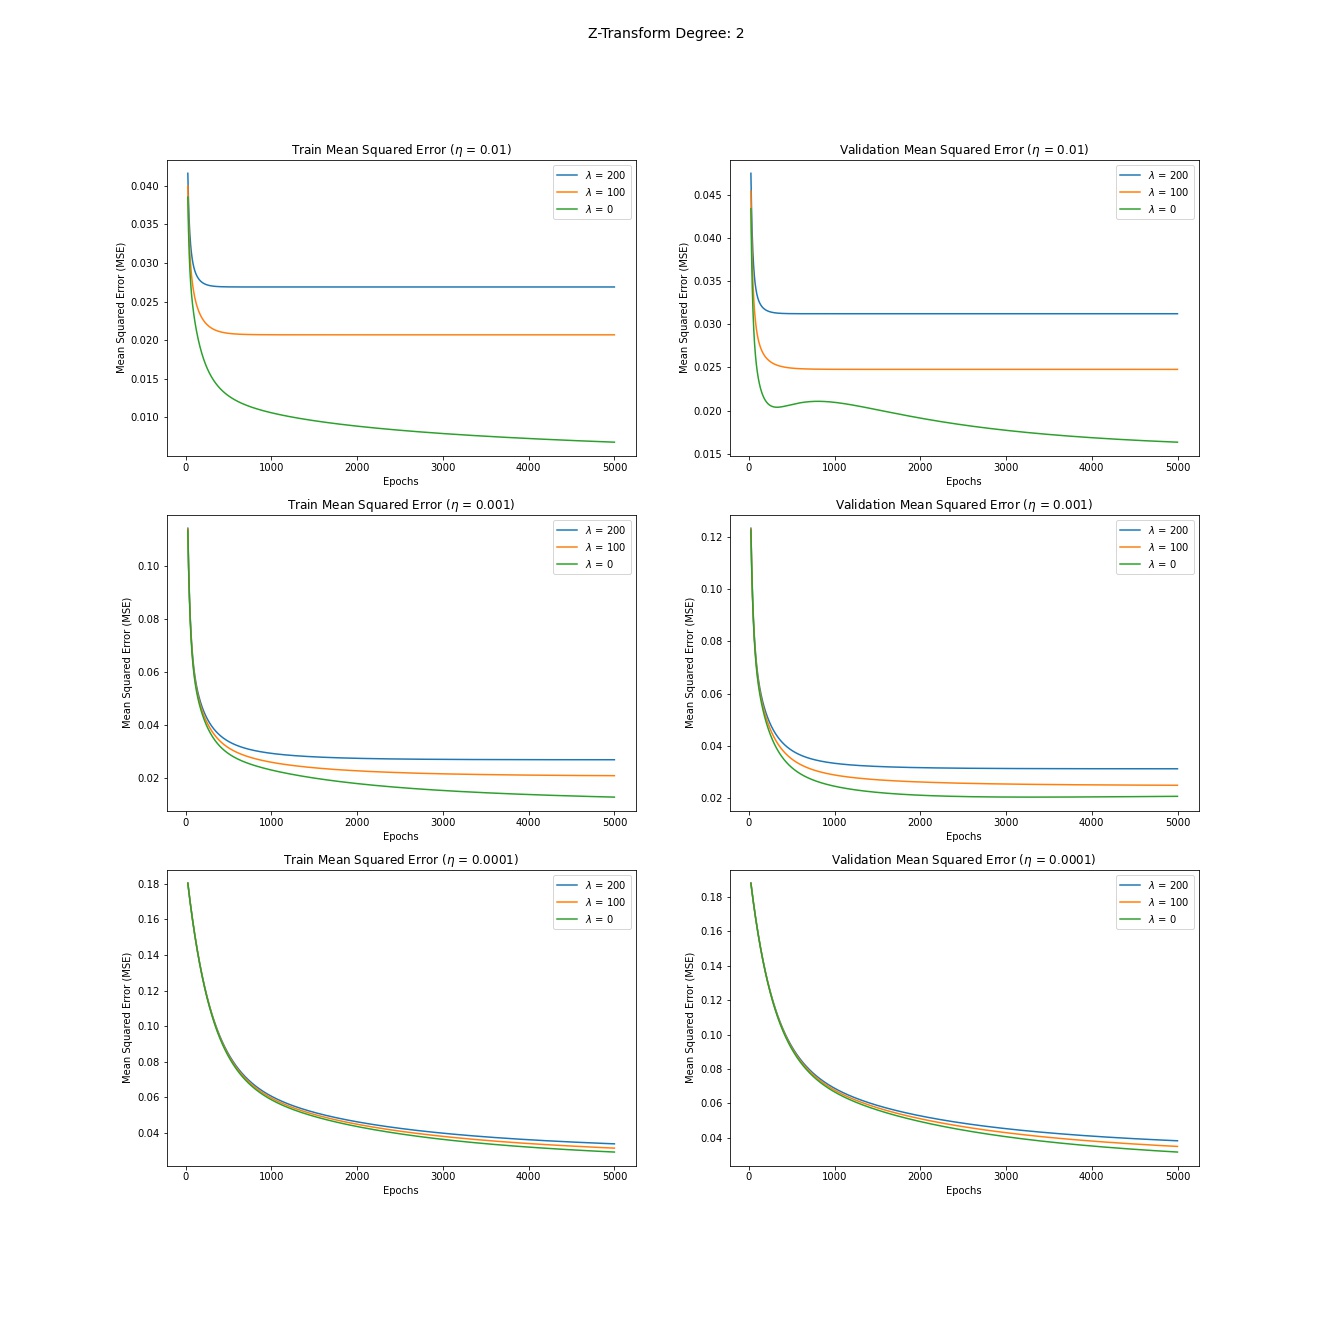 Z-Transform Degree: 2
Train Mean Squared Error (η = 0.01)
Mean Squared Error (MSE)
0.040
0.035
0.030
0.025
0.020
0.015
0.010
λ = 200
λ = 100
λ = 0
0 1000 2000 3000 4000 5000
Epochs
Validation Mean Squared Error (η = 0.01)
Mean Squared Error (MSE)
0.045
0.040
0.035
0.030
0.025
0.020
0.015
λ = 200
λ = 100
λ = 0
0 1000 2000 3000 4000 5000
Epochs
Train Mean Squared Error (η = 0.001)
Mean Squared Error (MSE)
0.10
0.08
0.06
0.04
0.02
λ = 200
λ = 100
λ = 0
0 1000 2000 3000 4000 5000
Epochs
Validation Mean Squared Error (η = 0.001)
Mean Squared Error (MSE)
0.12
0.10
0.08
0.06
0.04
0.02
λ = 200
λ = 100
λ = 0
0 1000 2000 3000 4000 5000
Epochs
Train Mean Squared Error (η = 0.0001)
Mean Squared Error (MSE)
0.18
0.16
0.14
0.12
0.10
0.08
0.06
0.04
λ = 200
λ = 100
λ = 0
0 1000 2000 3000 4000 5000
Epochs
Validation Mean Squared Error (η = 0.0001)
Mean Squared Error (MSE)
0.18
0.16
0.14
0.12
0.10
0.08
0.06
0.04
λ = 200
λ = 100
λ = 0
0 1000 2000 3000 4000 5000
Epochs